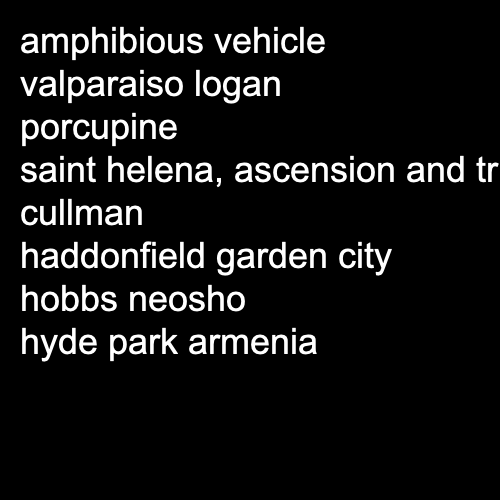 amphibious vehicle
valparaiso logan
porcupine
saint helena, ascension and tr
cullman
haddonfield garden city
hobbs neosho
hyde park armenia